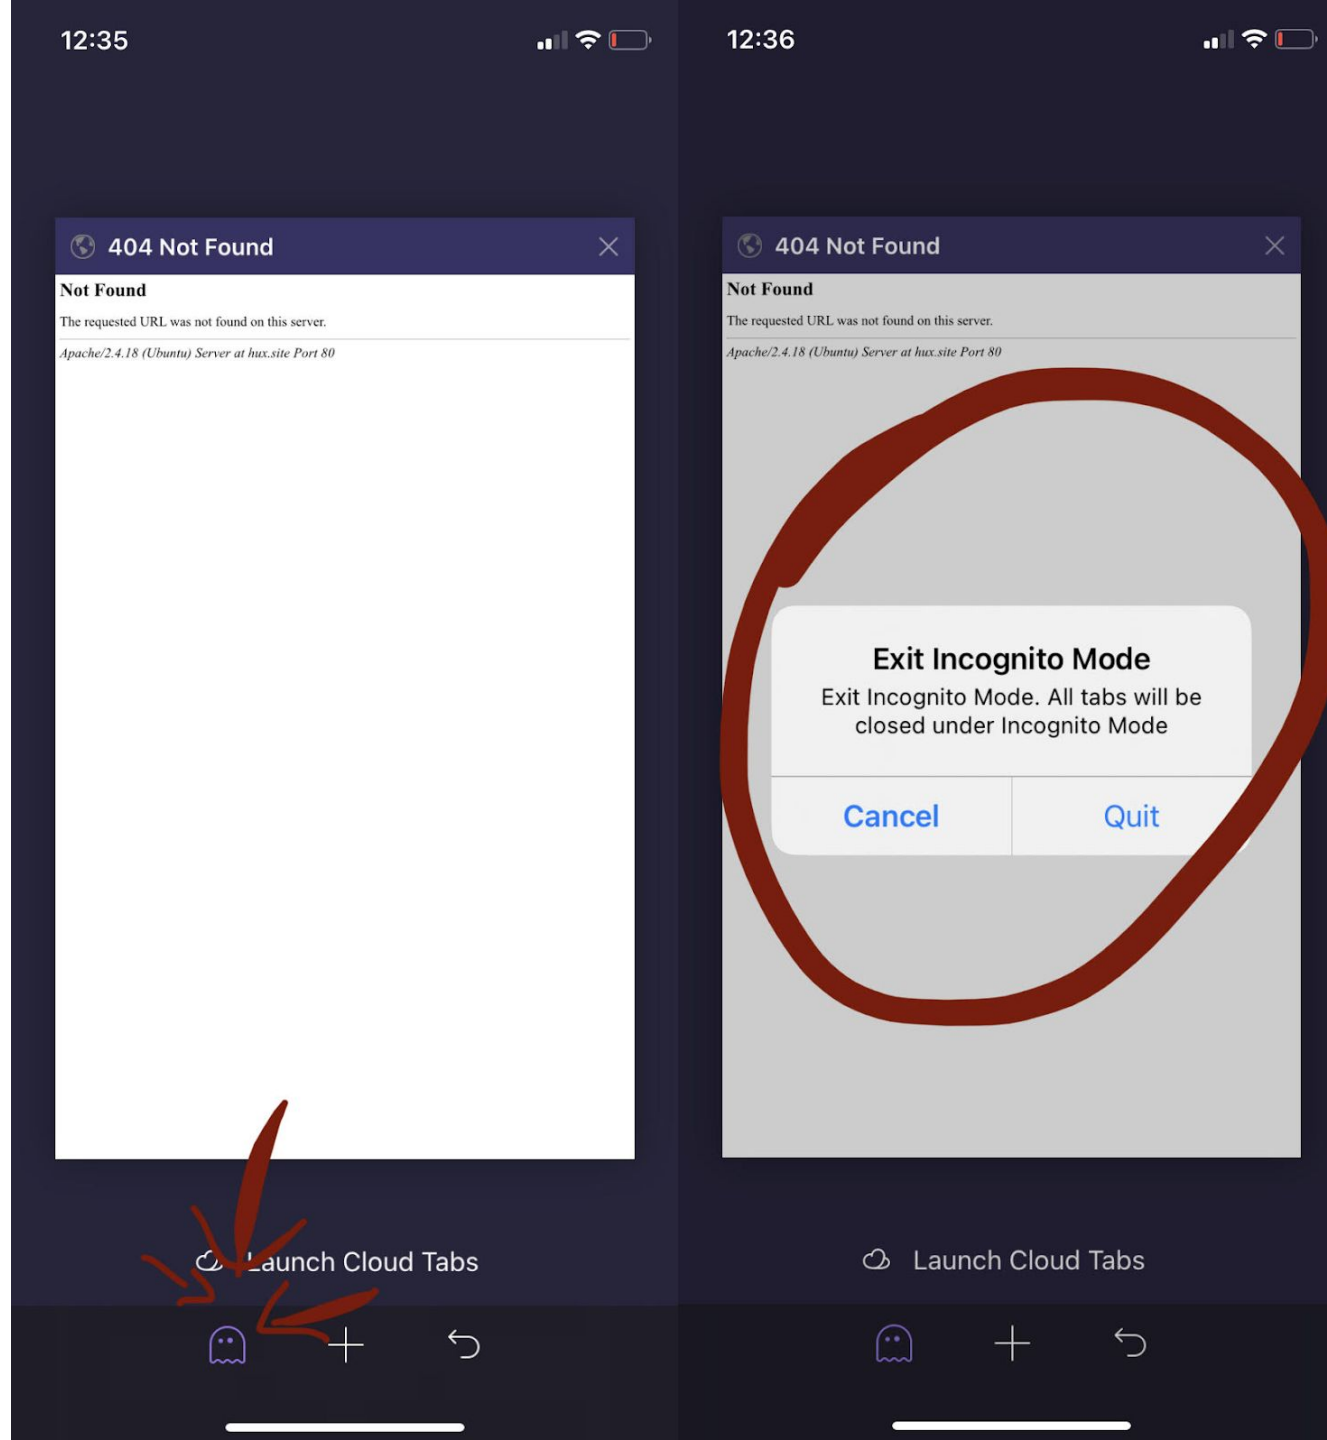 12:35
404 Not Found
Not Found
The requested URL was not found on this server.
Apache/2.4.18 (Ubuntu) Server at hux.site Port 80
Launch Cloud Tabs
12:36
404 Not Found
Not Found
The requested URL was not found on this server.
Apache/2.4.18 (Ubuntu) Server at hux.site Port 80
Exit Incognito Mode
Exit Incognito Mode. All tabs will be
closed under Incognito Mode
Cancel
Quit
Launch Cloud Tabs